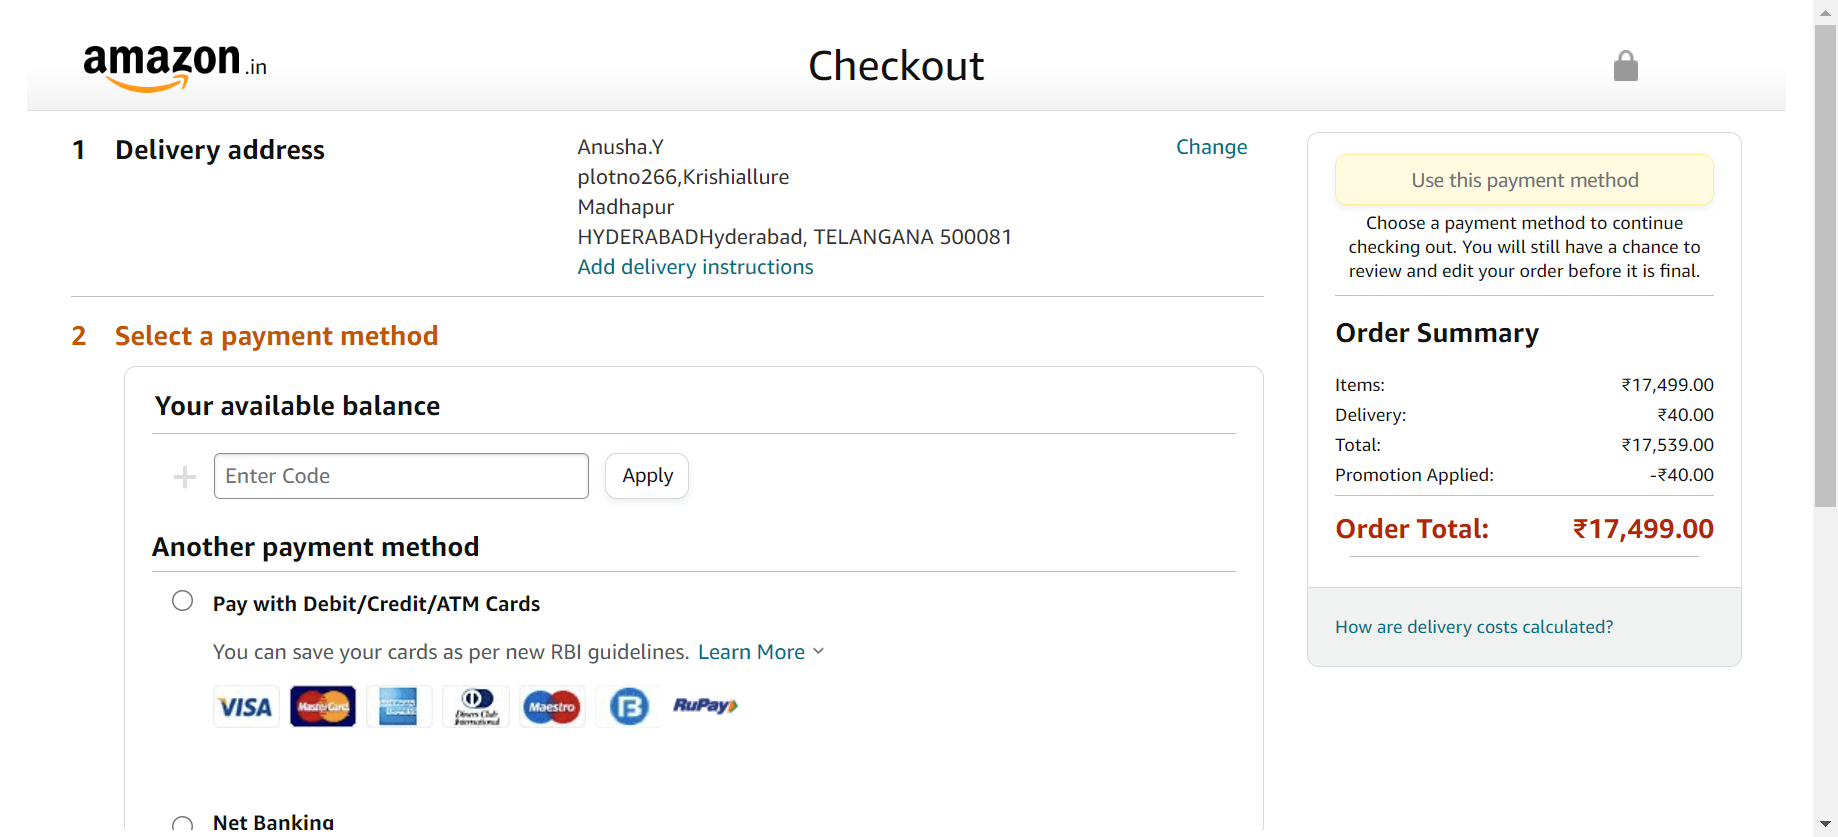 amazon.in
Checkout
1 Delivery address
Anusha.Y
plotno266,Krishiallure
Madhapur
HYDERABADHyderabad, TELANGANA 500081
Add delivery instructions
Change
2 Select a payment method
Your available balance
Enter Code
Apply
Another payment method
Pay with Debit/Credit/ATM Cards
You can save your cards as per new RBI guidelines. Learn More
VISA MasterCard Diners Club International Maestro RuPay
Net Banking
Use this payment method
Choose a payment method to continue
checking out. You will still have a chance to
review and edit your order before it is final.
Order Summary
Items: ₹17,499.00
Delivery: ₹40.00
Total: ₹17,539.00
Promotion Applied: -₹40.00
Order Total: ₹17,499.00
How are delivery costs calculated?